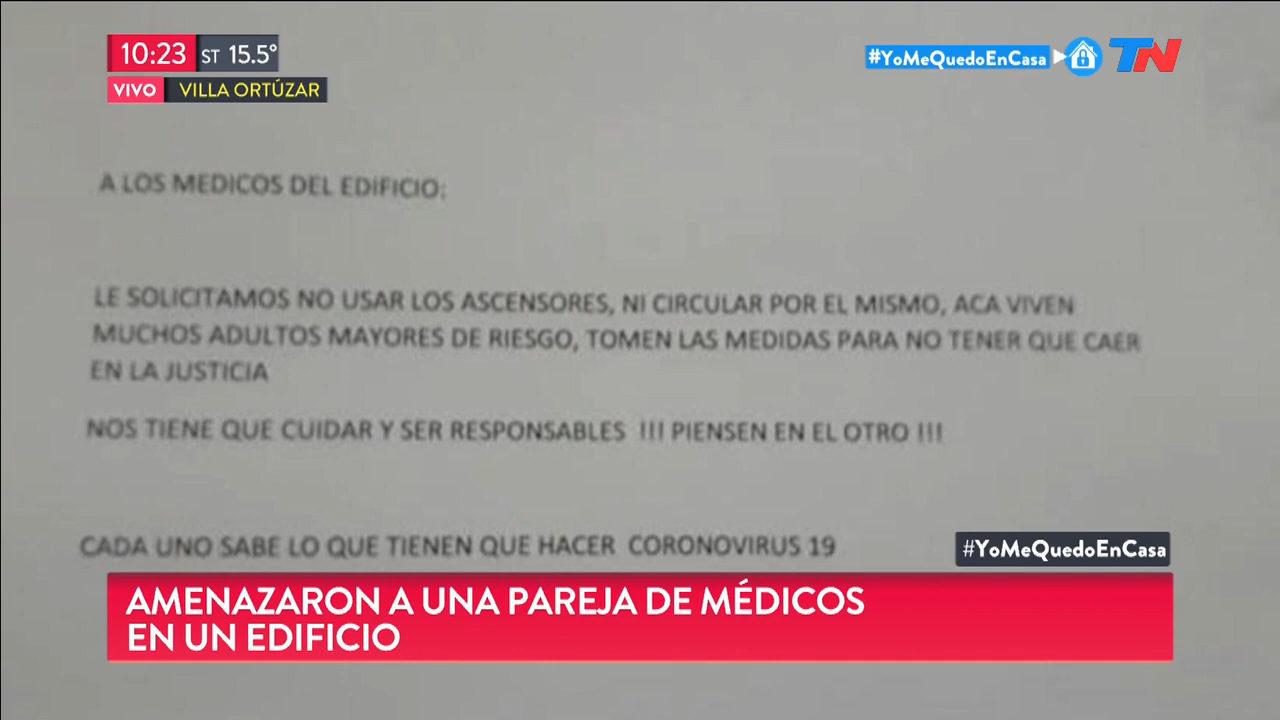 10:23 ST 15.5°
VIVO VILLA ORTÚZAR
#YoMeQuedoEnCasa TN
A LOS MEDICOS DEL EDIFICIO:
LE SOLICITAMOS NO USAR LOS ASCENSORES, NI CIRCULAR POR EL MISMO, ACA VIVEN
MUCHOS ADULTOS MAYORES DE RIESGO, TOMEN LAS MEDIDAS PARA NO TENER QUE CAER
EN LA JUSTICIA
NOS TIENE QUE CUIDAR Y SER RESPONSABLES !!! PIENSEN EN EL OTRO !!!
CADA UNO SABE LO QUE TIENEN QUE HACER CORONOVIRUS 19
#YoMeQuedoEnCasa
AMENAZARON A UNA PAREJA DE MÉDICOS
EN UN EDIFICIO